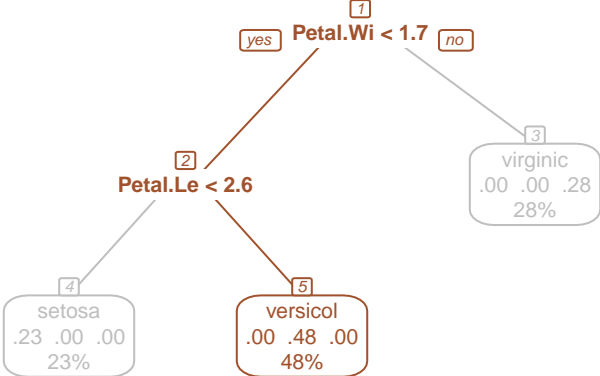 1
yes Petal.Wi < 1.7 no
3
virginic
.00 .00 .28
28%
2
Petal.Le < 2.6
4
setosa
.23 .00 .00
23%
5
versicol
.00 .48 .00
48%